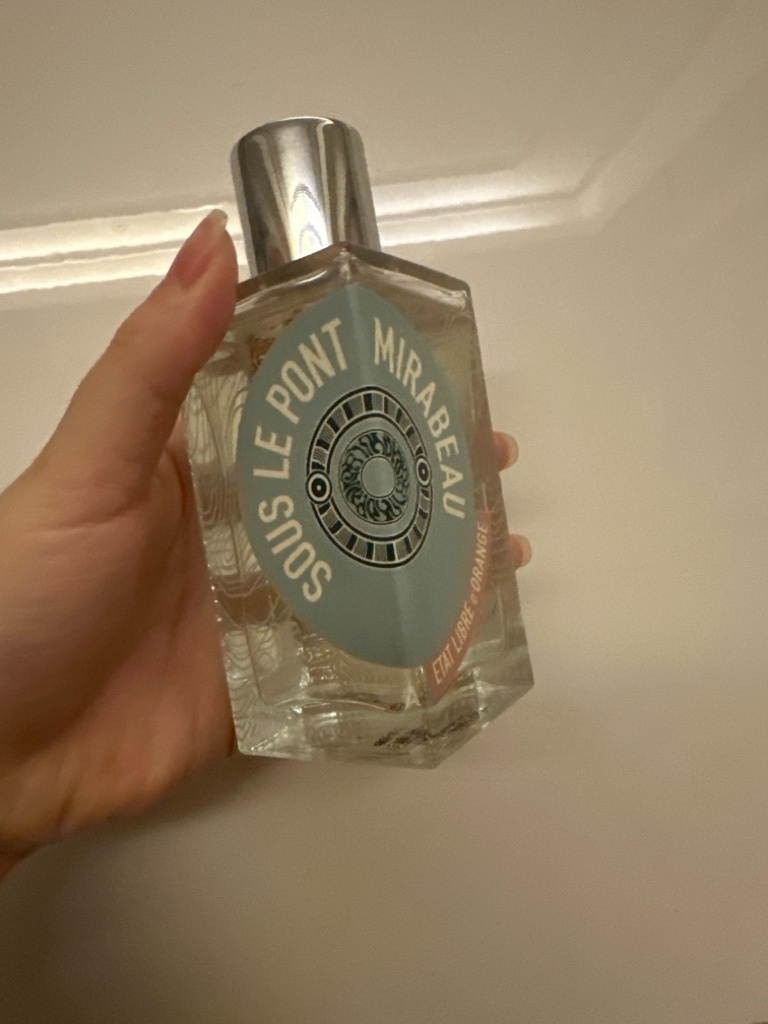 SOUS LE PONT MIRABEAU
ETAT LIBRE d'ORANGE